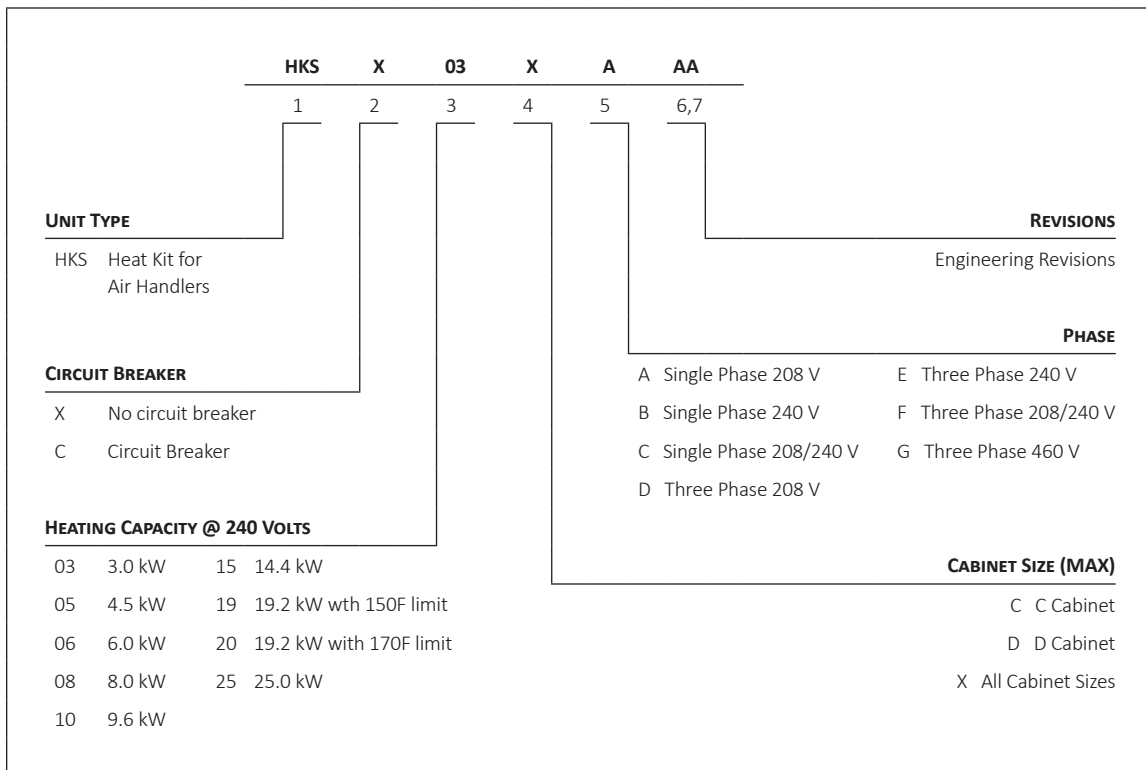 HKS X 03 X A AA
1 2 3 4 5 6,7
UNIT TYPE
HKS Heat Kit for
Air Handlers
CIRCUIT BREAKER
X No circuit breaker
C Circuit Breaker
HEATING CAPACITY @ 240 VOLTS
03 3.0 kW 15 14.4 kW
05 4.5 kW 19 19.2 kW wth 150F limit
06 6.0 kW 20 19.2 kW with 170F limit
08 8.0 kW 25 25.0 kW
10 9.6 kW
REVISIONS
Engineering Revisions
PHASE
A Single Phase 208 V E Three Phase 240 V
B Single Phase 240 V F Three Phase 208/240 V
C Single Phase 208/240 V G Three Phase 460 V
D Three Phase 208 V
CABINET SIZE (MAX)
C C Cabinet
D D Cabinet
X All Cabinet Sizes